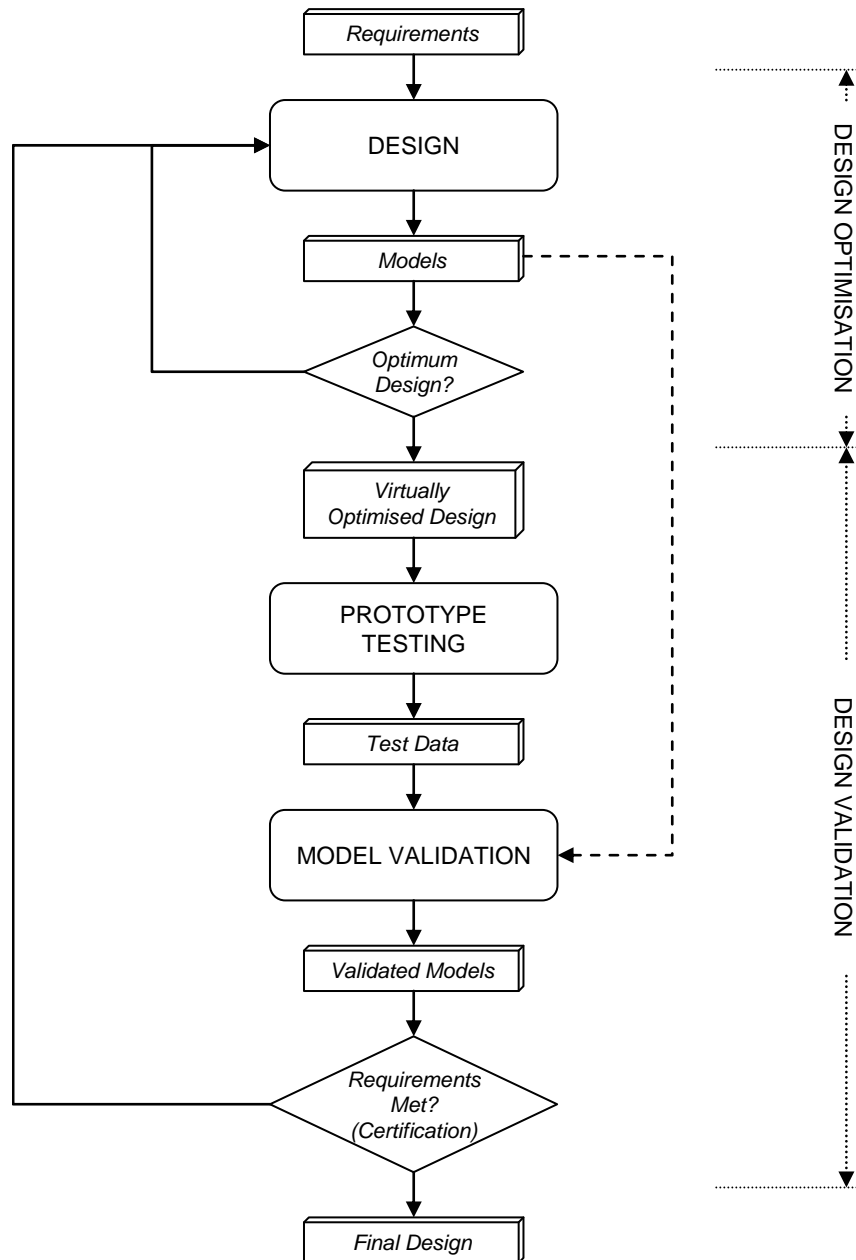 Requirements
DESIGN
Models
Optimum
Design?
DESIGN OPTIMISATION
Virtually
Optimised Design
PROTOTYPE
TESTING
Test Data
MODEL VALIDATION
Validated Models
Requirements
Met?
(Certification)
Final Design
DESIGN VALIDATION